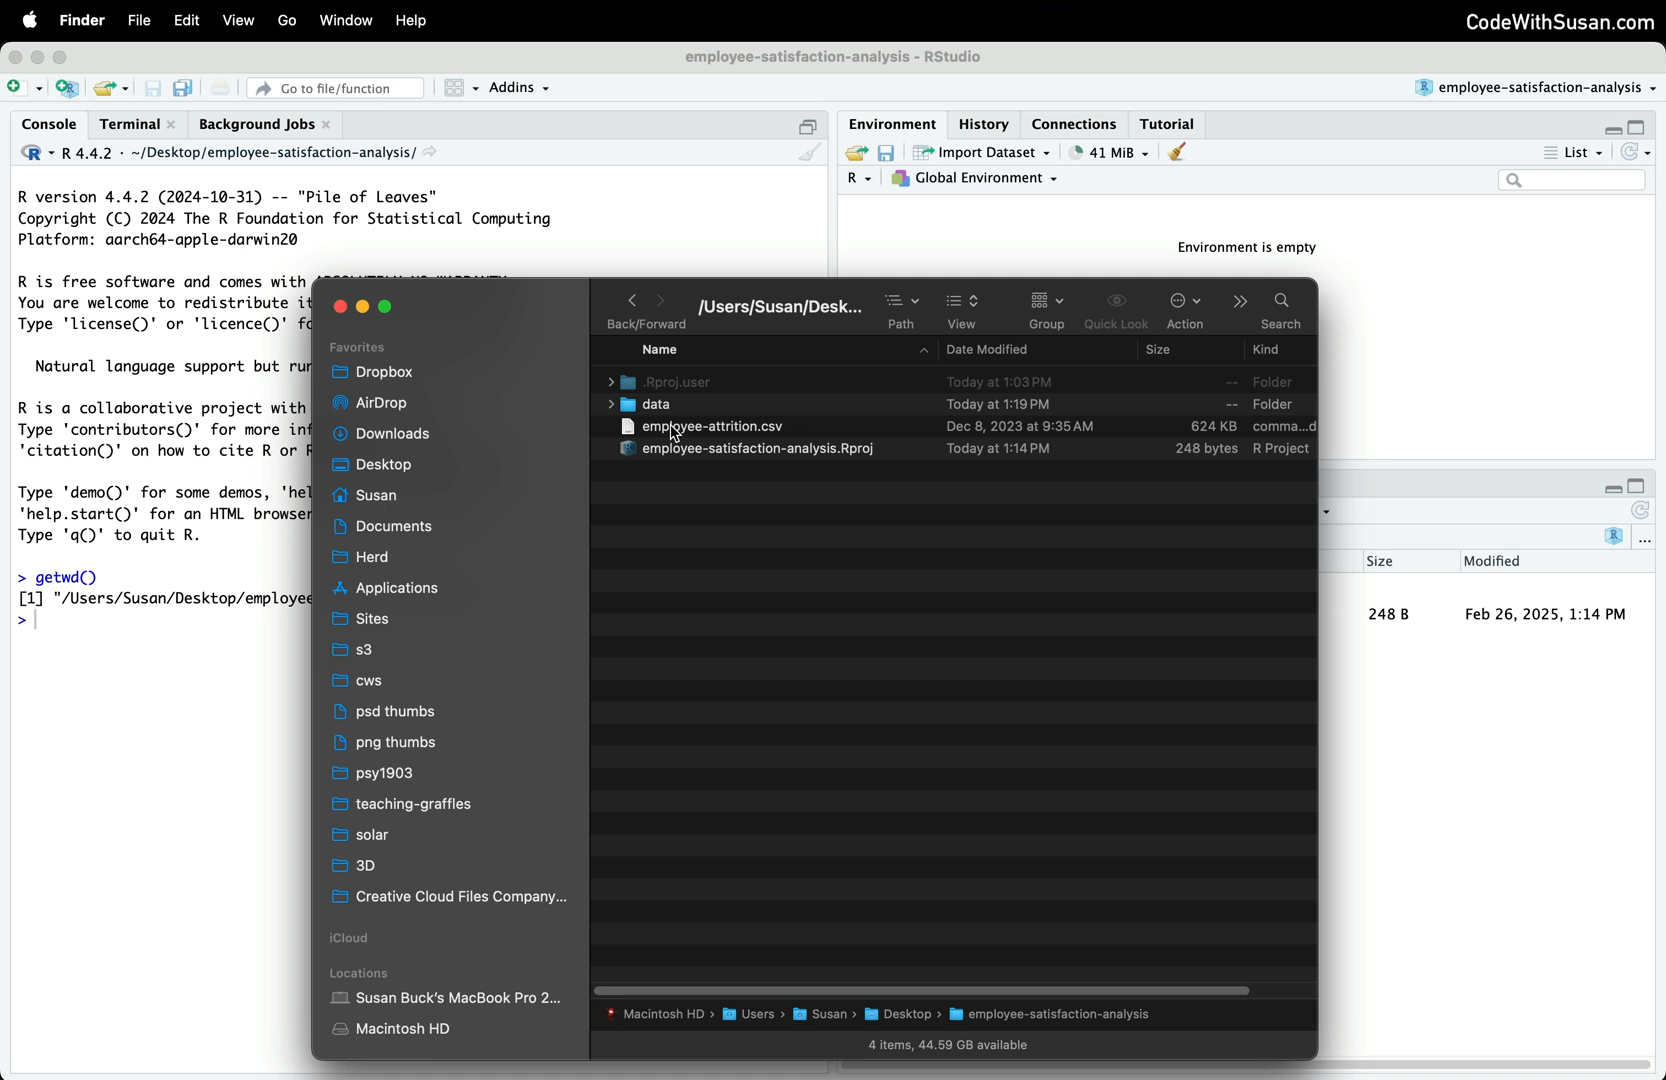 Finder File Edit View Go Window Help
CodeWithSusan.com
employee-satisfaction-analysis - RStudio
Go to file/function
Addins
employee-satisfaction-analysis
Console Terminal Background Jobs
R 4.4.2 · ~/Desktop/employee-satisfaction-analysis/
R version 4.4.2 (2024-10-31) -- "Pile of Leaves"
Copyright (C) 2024 The R Foundation for Statistical Computing
Platform: aarch64-apple-darwin20
R is free software and comes with ABSOLUTELY NO WARRANTY.
You are welcome to redistribute it
Type 'license()' or 'licence()' fo
Natural language support but run
R is a collaborative project with
Type 'contributors()' for more inf
'citation()' on how to cite R or R
Type 'demo()' for some demos, 'hel
'help.start()' for an HTML browser
Type 'q()' to quit R.
> getwd()
[1] "/Users/Susan/Desktop/employee
>
Environment History Connections Tutorial
Import Dataset 41 MiB List
R Global Environment
Environment is empty
Size Modified
248 B Feb 26, 2025, 1:14 PM
Favorites
Dropbox
AirDrop
Downloads
Desktop
Susan
Documents
Herd
Applications
Sites
s3
cws
psd thumbs
png thumbs
psy1903
teaching-graffles
solar
3D
Creative Cloud Files Company...
iCloud
Locations
Susan Buck's MacBook Pro 2...
Macintosh HD
/Users/Susan/Desk...
Back/Forward Path View Group Quick Look Action Search
Name Date Modified Size Kind
.Rproj.user Today at 1:03 PM -- Folder
data Today at 1:19 PM -- Folder
employee-attrition.csv Dec 8, 2023 at 9:35 AM 624 KB comma...d
employee-satisfaction-analysis.Rproj Today at 1:14 PM 248 bytes R Project
Macintosh HD › Users › Susan › Desktop › employee-satisfaction-analysis
4 items, 44.59 GB available